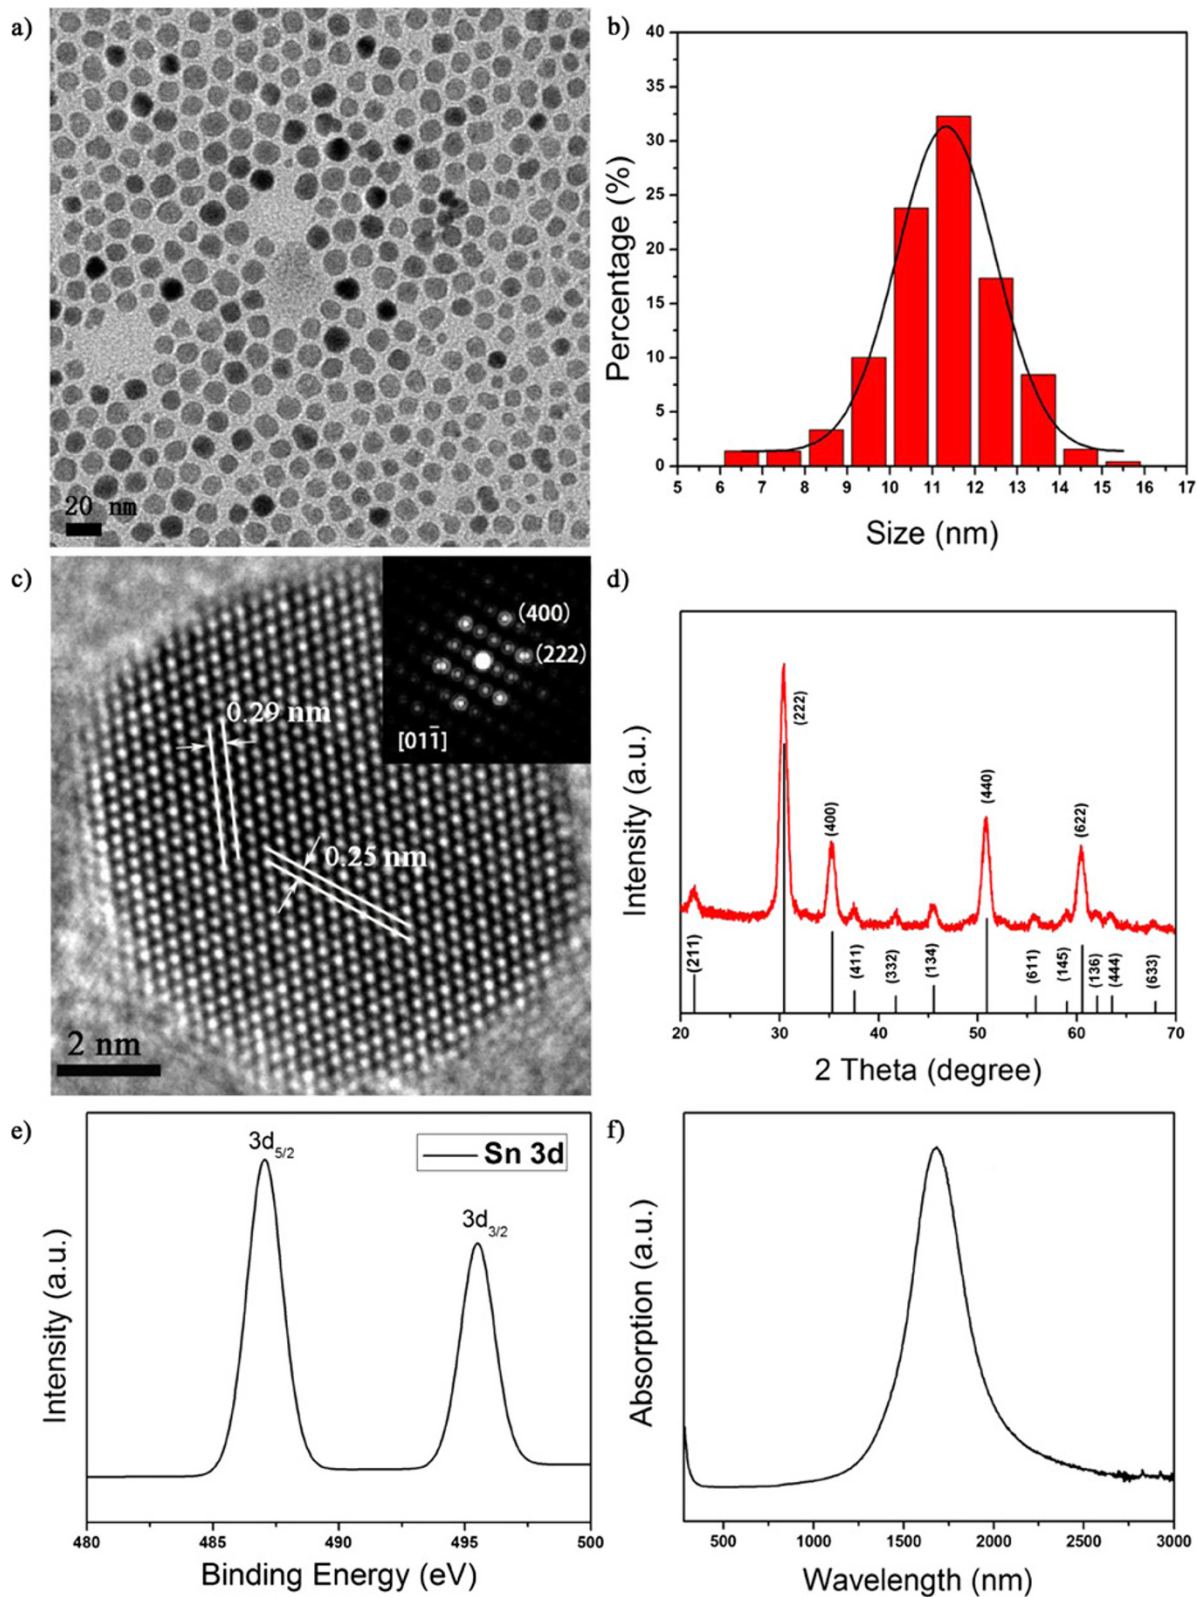 a)
20 nm
b)
40
35
30
25
20
15
10
5
0
Percentage (%)
5 6 7 8 9 10 11 12 13 14 15 16 17
Size (nm)
c)
(400)
(222)
[011̄]
0.29 nm
0.25 nm
2 nm
d)
Intensity (a.u.)
(211)
(222)
(400)
(411)
(332)
(134)
(440)
(611)
(145)
(622)
(136)
(444)
(633)
20 30 40 50 60 70
2 Theta (degree)
e)
3d5/2
3d3/2
Sn 3d
Intensity (a.u.)
480 485 490 495 500
Binding Energy (eV)
f)
Absorption (a.u.)
500 1000 1500 2000 2500 3000
Wavelength (nm)